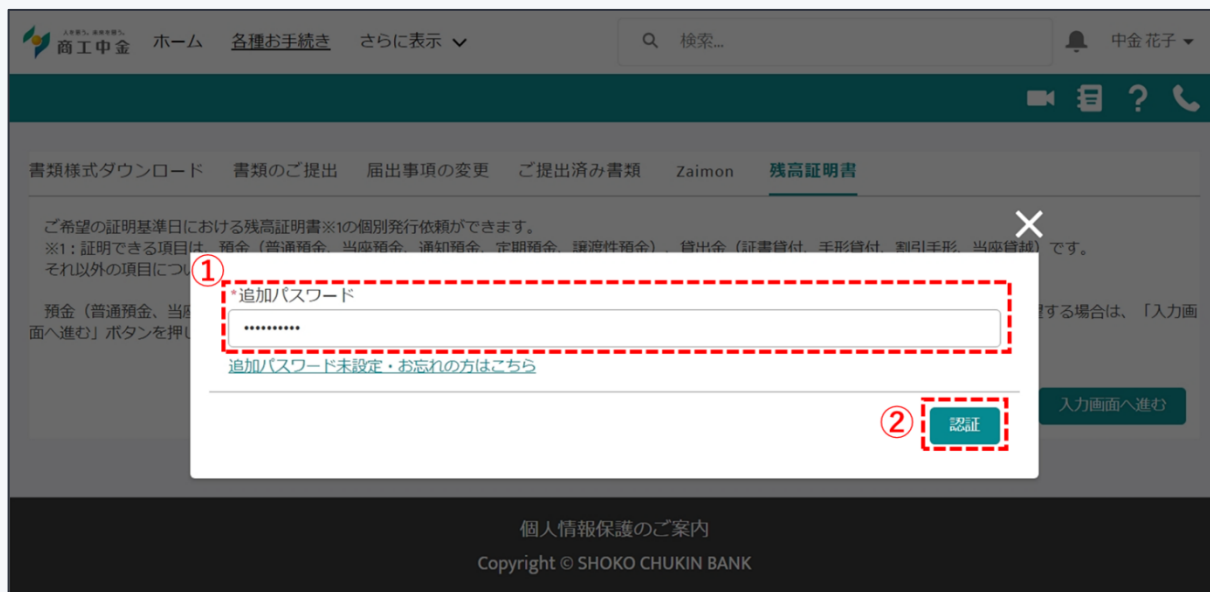 人を思う。未来を思う。
商工中金 ホーム 各種お手続き さらに表示 検索... 中金 花子
書類様式ダウンロード 書類のご提出 届出事項の変更 ご提出済み書類 Zaimon 残高証明書
ご希望の証明基準日における残高証明書※1の個別発行依頼ができます。
※1：証明できる項目は、預金（普通預金、当座預金、通知預金、定期預金、譲渡性預金）、貸出金（証書貸付、手形貸付、割引手形、当座貸越）です。
それ以外の項目につい
①
*追加パスワード
••••••••••
預金（普通預金、当座 する場合は、「入力画
面へ進む」ボタンを押し
追加パスワード未設定・お忘れの方はこちら
入力画面へ進む
② 認証
個人情報保護のご案内
Copyright © SHOKO CHUKIN BANK